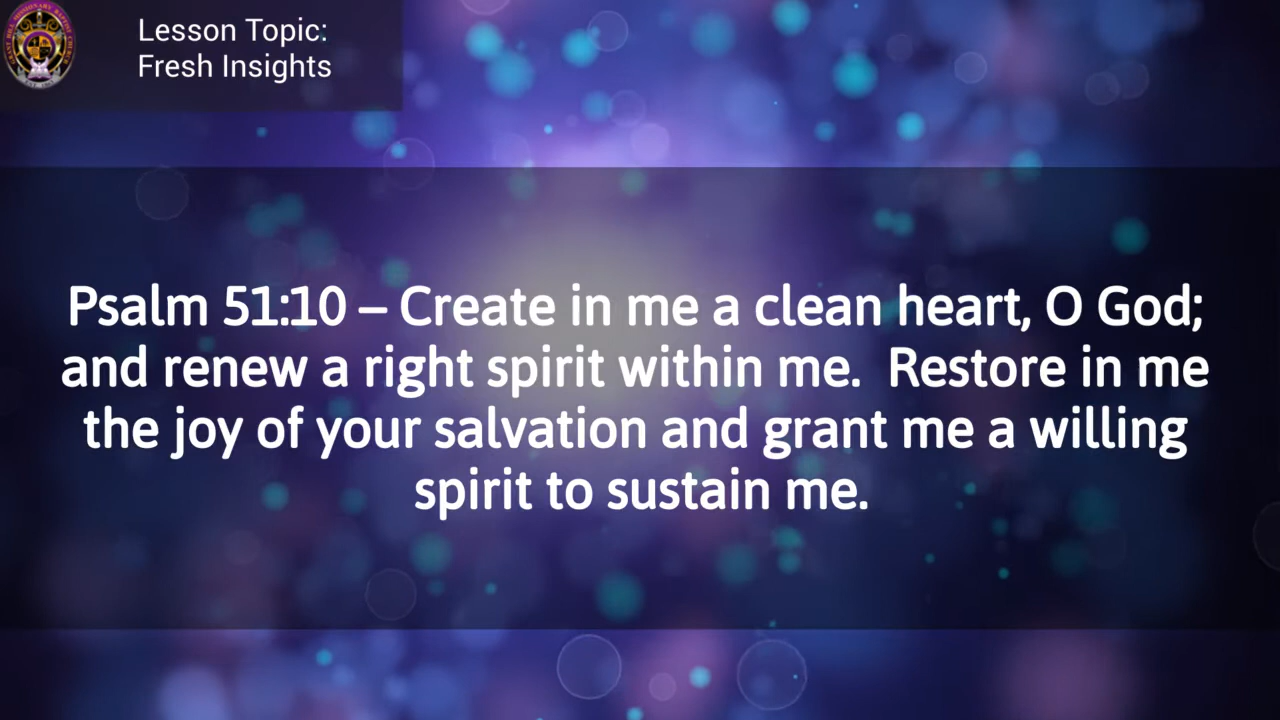 Lesson Topic:
Fresh Insights
Psalm 51:10 – Create in me a clean heart, O God;
and renew a right spirit within me.  Restore in me
the joy of your salvation and grant me a willing
spirit to sustain me.